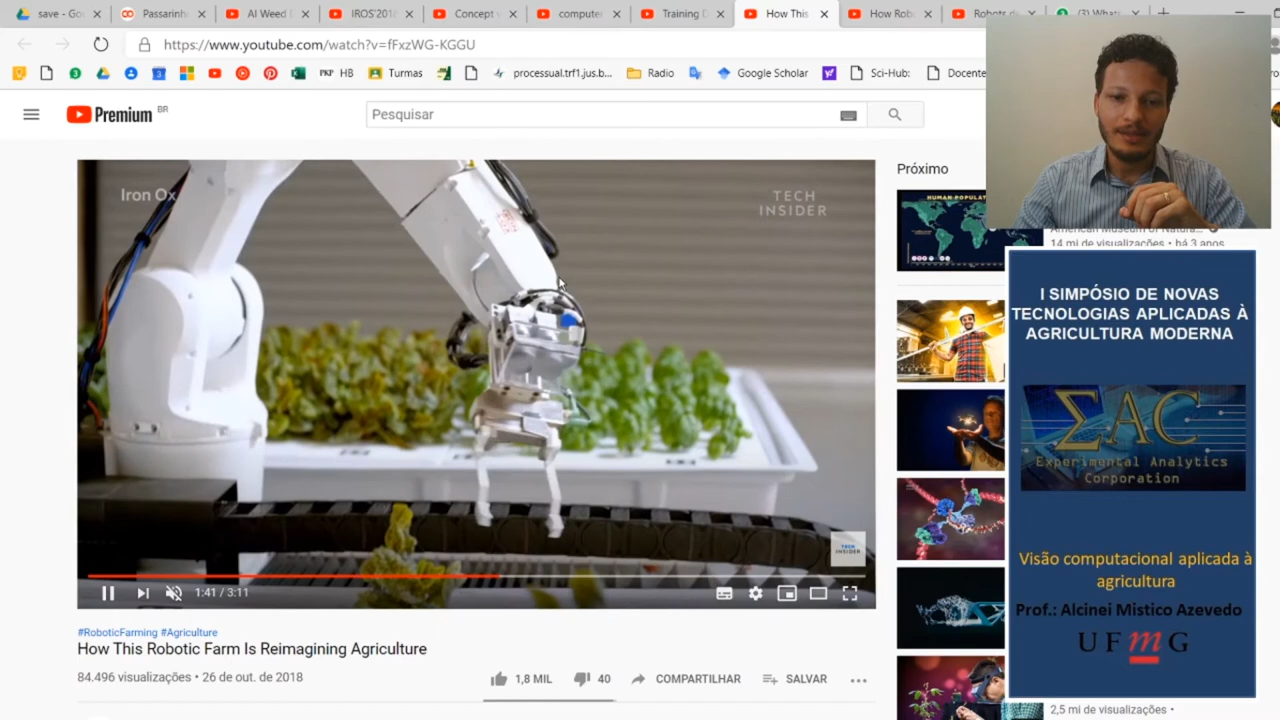 save - Go
Passarinh
AI Weed
IROS'201
Concept v
compute
Training D
How This
How Rob
Robots d
(3) Whats
https://www.youtube.com/watch?v=fFxzWG-KGGU
PKP HB
Turmas
processual.trf1.jus.b...
Radio
Google Scholar
Sci-Hub:
Docente
Premium BR
Pesquisar
Iron Ox
TECH
INSIDER
TECH
INSIDER
1:41 / 3:11
#RoboticFarming #Agriculture
How This Robotic Farm Is Reimagining Agriculture
84.496 visualizações • 26 de out. de 2018
1,8 MIL
40
COMPARTILHAR
SALVAR
Próximo
HUMAN POPULAT
American Museum of Natura...
14 mi de visualizações • há 3 anos
I SIMPÓSIO DE NOVAS
TECNOLOGIAS APLICADAS À
AGRICULTURA MODERNA
ΣAC
Experimental Analytics
Corporation
Visão computacional aplicada à
agricultura
Prof.: Alcinei Mistico Azevedo
UFmG
2,5 mi de visualizações •